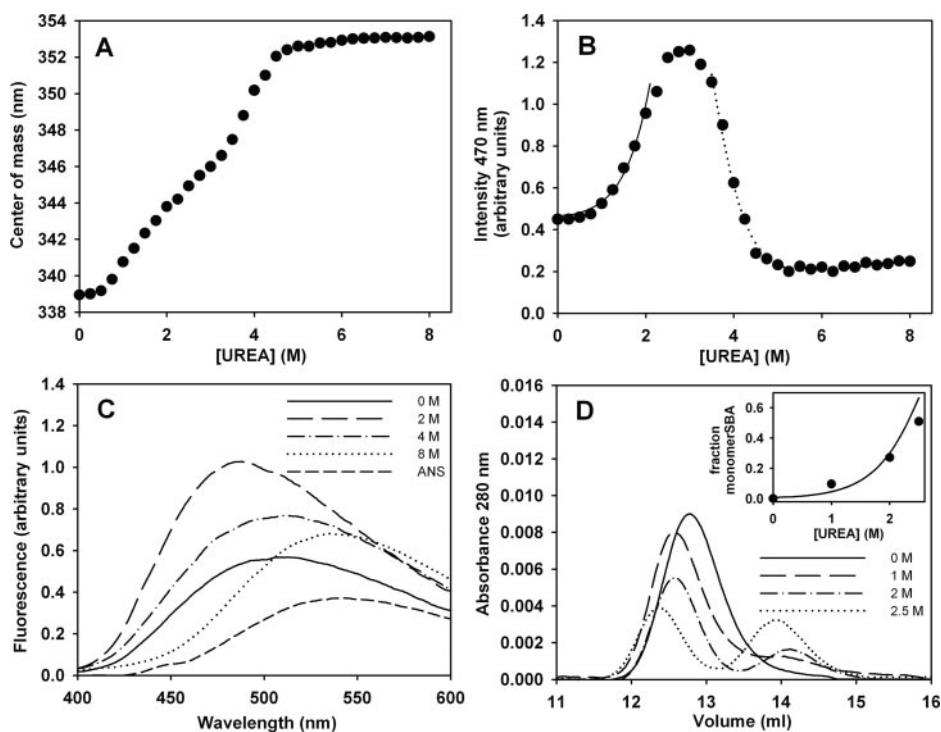 A
Center of mass (nm)
354
352
348
346
344
342
340
338
0 2 4 6 8
[UREA] (M)
B
Intensity 470 nm
(arbitrary units)
1.4
1.2
1.0
0.8
0.6
0.4
0.2
0.0
0 2 4 6 8
[UREA] (M)
C
Fluorescence (arbitrary units)
1.4
1.2
1.0
0.8
0.6
0.4
0.2
0.0
400 450 500 550 600
Wavelength (nm)
0 M
2 M
4 M
8 M
ANS
D
Absorbance 280 nm
0.016
0.014
0.012
0.010
0.008
0.006
0.004
0.002
0.000
11 12 13 14 15 16
Volume (ml)
fraction
monomerSBA
0.6
0.4
0.2
0.0
0 1 2
[UREA] (M)
0 M
1 M
2 M
2.5 M